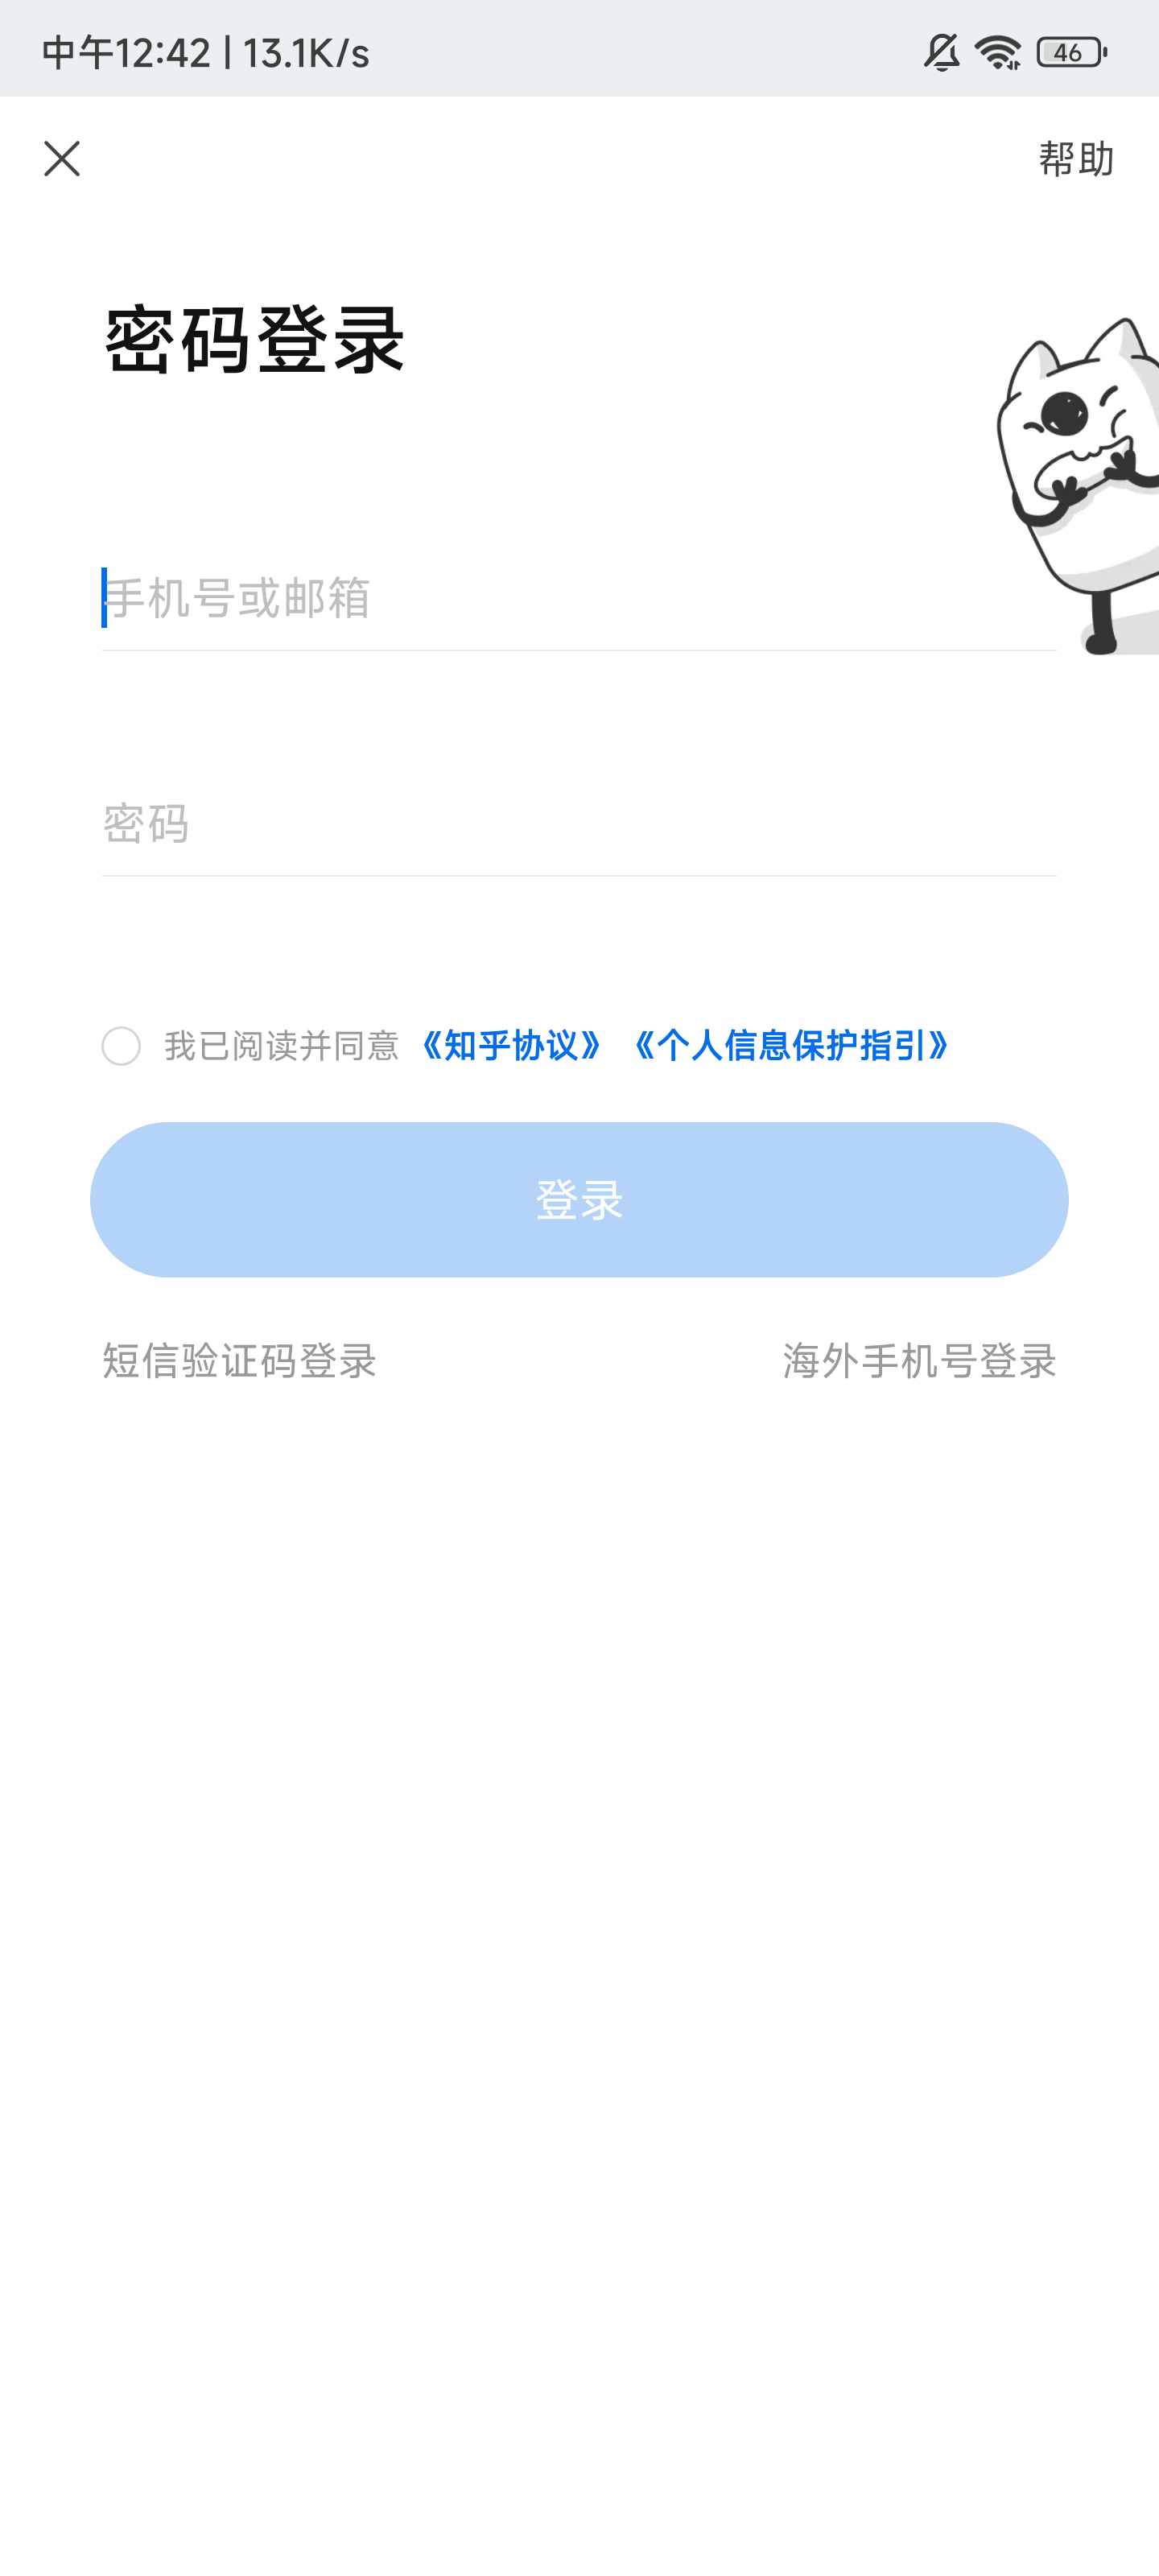 中午12:42 | 13.1K/s
46
帮助
密码登录
手机号或邮箱
密码
我已阅读并同意《知乎协议》《个人信息保护指引》
登录
短信验证码登录
海外手机号登录